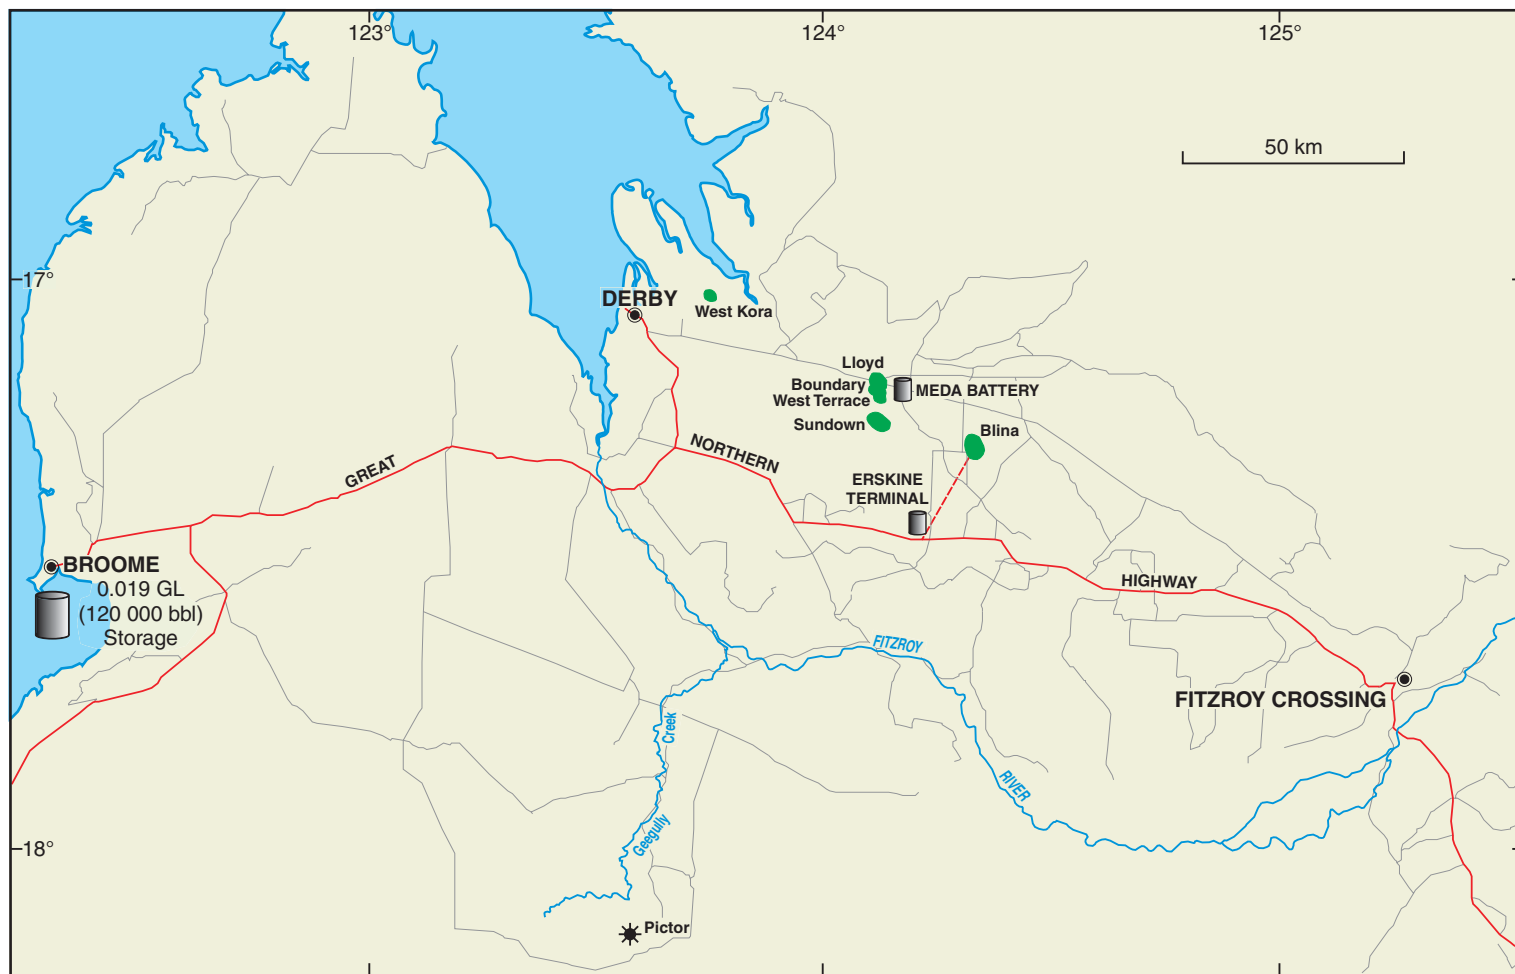 123°
124°
125°
50 km
17°
DERBY
West Kora
Lloyd
Boundary
West Terrace
MEDA BATTERY
Sundown
Blina
NORTHERN
GREAT
ERSKINE
TERMINAL
BROOME
0.019 GL
(120 000 bbl)
Storage
HIGHWAY
FITZROY
FITZROY CROSSING
Creek
RIVER
Geegully
18°
Pictor